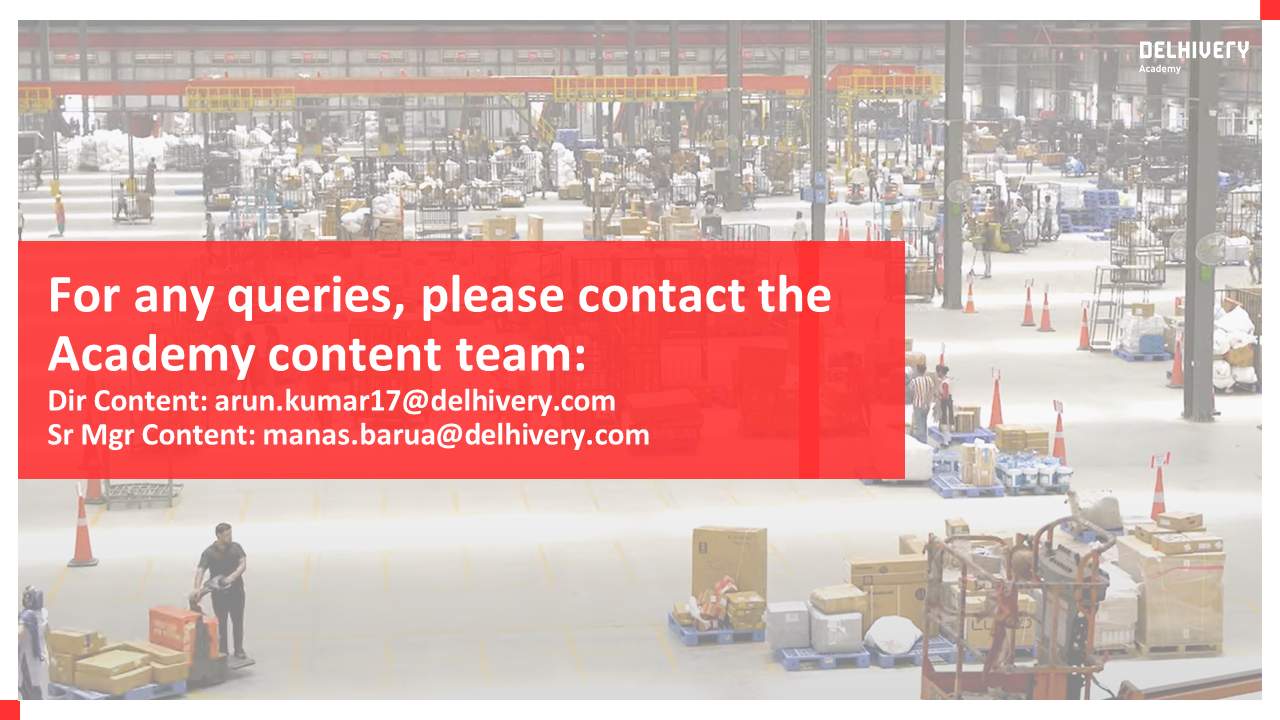 DELHIVERY
Academy
For any queries, please contact the
Academy content team:
Dir Content: arun.kumar17@delhivery.com
Sr Mgr Content: manas.barua@delhivery.com